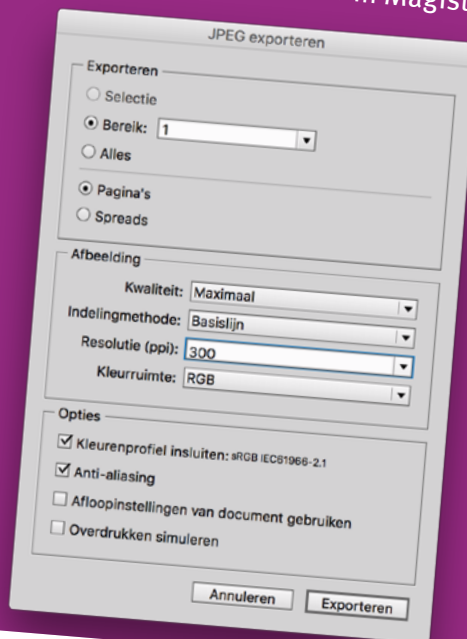 JPEG exporteren
Exporteren
Selectie
Bereik: 1
Alles
Pagina's
Spreads
Afbeelding
Kwaliteit: Maximaal
Indelingmethode: Basislijn
Resolutie (ppi): 300
Kleurruimte: RGB
Opties
Kleurenprofiel insluiten: sRGB IEC61966-2.1
Anti-aliasing
Afloopinstellingen van document gebruiken
Overdrukken simuleren
Annuleren Exporteren